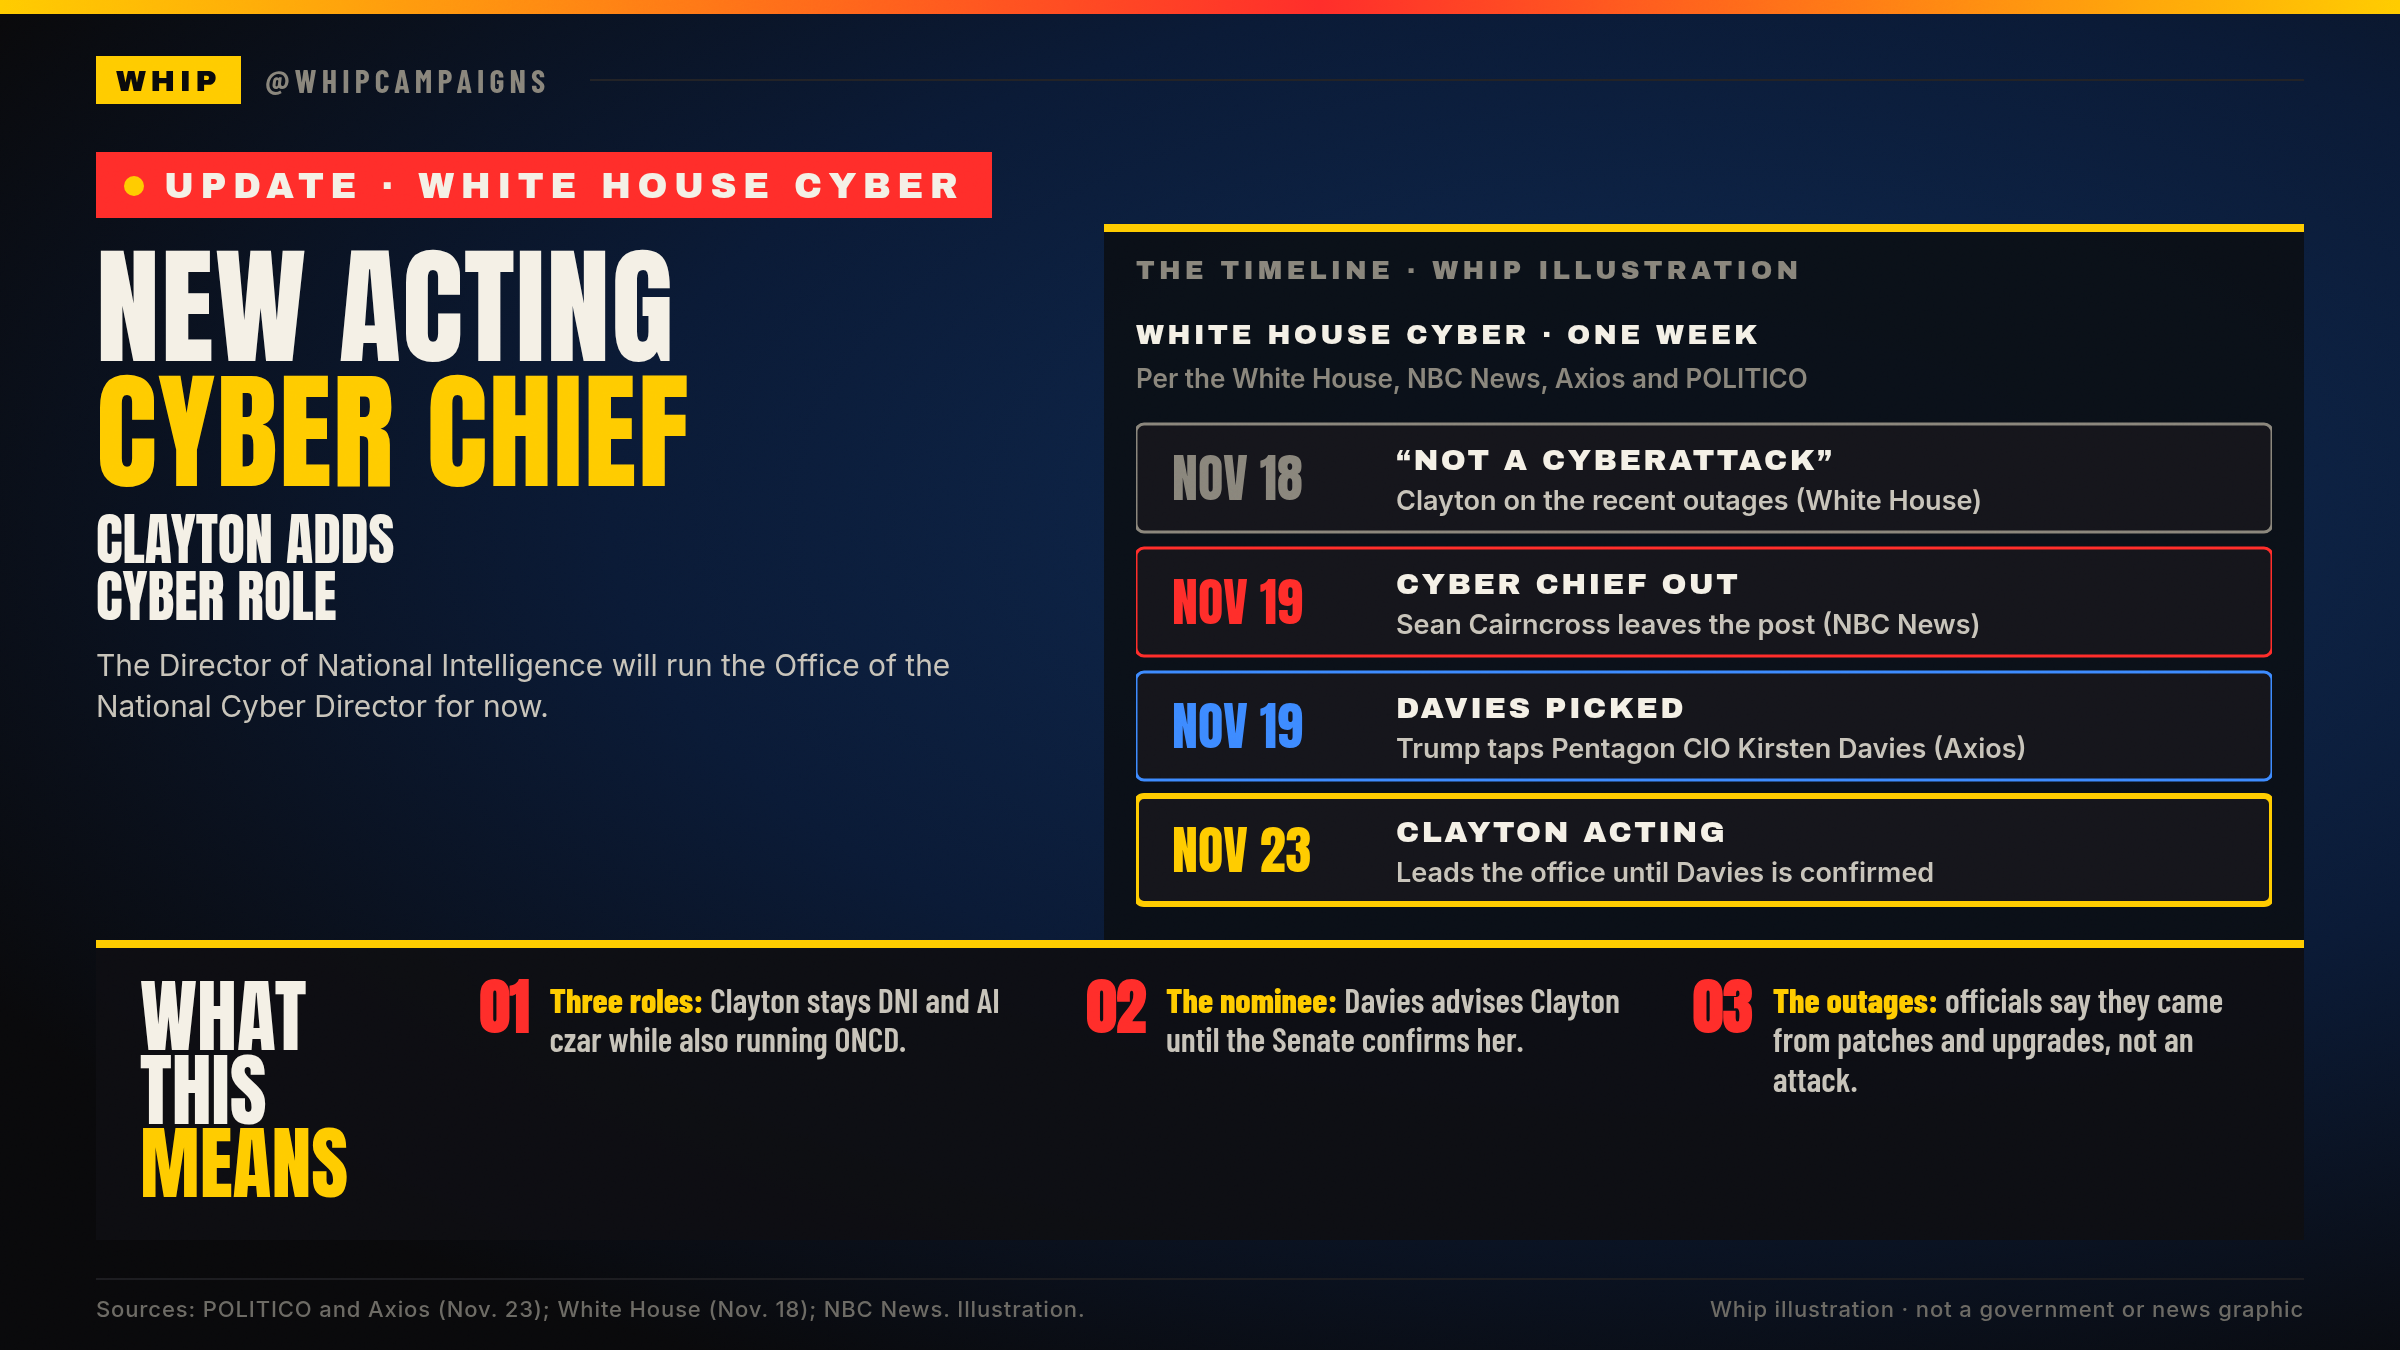 WHIP @WHIPCAMPAIGNS
UPDATE · WHITE HOUSE CYBER
NEW ACTING
CYBER CHIEF
CLAYTON ADDS
CYBER ROLE
The Director of National Intelligence will run the Office of the
National Cyber Director for now.
THE TIMELINE · WHIP ILLUSTRATION
WHITE HOUSE CYBER · ONE WEEK
Per the White House, NBC News, Axios and POLITICO
NOV 18
“NOT A CYBERATTACK”
Clayton on the recent outages (White House)
NOV 19
CYBER CHIEF OUT
Sean Cairncross leaves the post (NBC News)
NOV 19
DAVIES PICKED
Trump taps Pentagon CIO Kirsten Davies (Axios)
NOV 23
CLAYTON ACTING
Leads the office until Davies is confirmed
WHAT
THIS
MEANS
01 Three roles: Clayton stays DNI and AI
czar while also running ONCD.
02 The nominee: Davies advises Clayton
until the Senate confirms her.
03 The outages: officials say they came
from patches and upgrades, not an
attack.
Sources: POLITICO and Axios (Nov. 23); White House (Nov. 18); NBC News. Illustration.
Whip illustration · not a government or news graphic